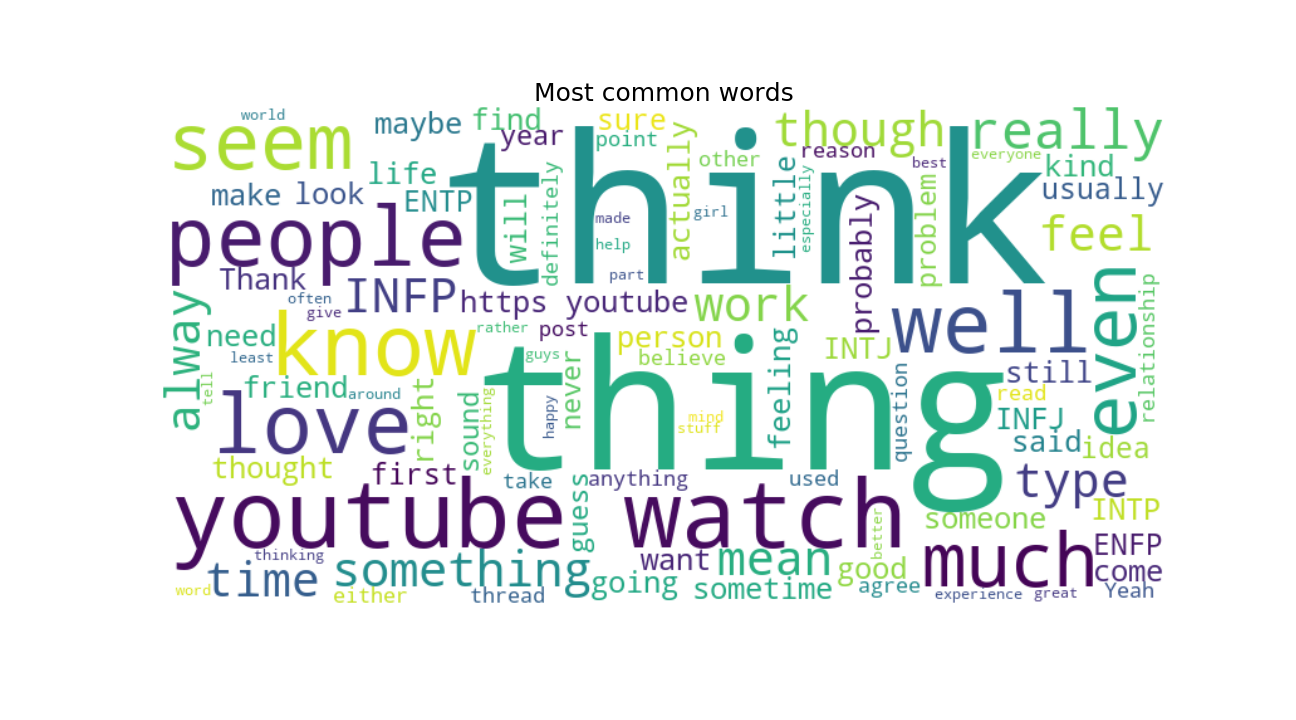 Most common words
world
seem
maybe
find
year
sure
point
actually
though
really
other
reason
best
everyone
kind
usually
life
make
look
ENTP
think
will
definitely
made
girl
help
part
little
especially
probably
problem
feel
people
Thank
often
give
INFP
https youtube
work
well
even
relationship
alway
need
least
know
rather
post
person
believe
INTJ
still
tell
friend
around
love
right
sound
everything
guys
happy
never
thing
mind
stuff
feeling
question
read
INFJ
said
idea
thought
first
take
anything
used
type
youtube watch
guess
someone
INTP
better
much
ENFP
come
thinking
want
mean
good
agree
word
time
something
either
thread
going
sometime
experience
great
Yeah